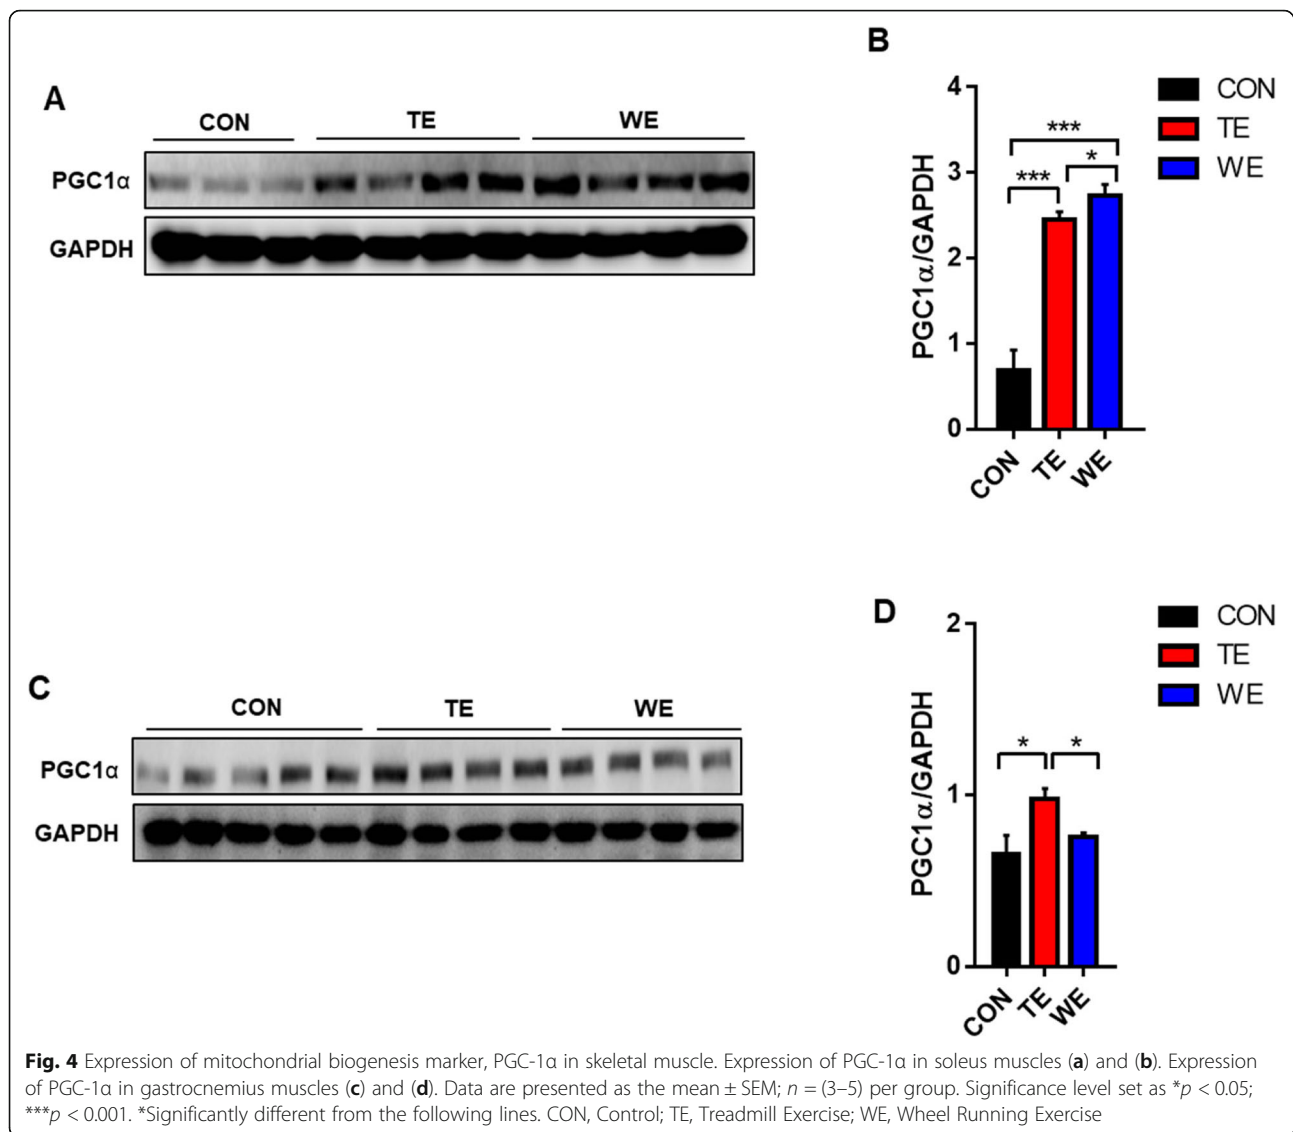 A
CON TE WE
PGC1α
GAPDH
B
CON
TE
WE
PGC1α/GAPDH
4
3
2
1
0
***
***
*
CON TE WE
C
CON TE WE
PGC1α
GAPDH
D
CON
TE
WE
PGC1α/GAPDH
2
1
0
* *
CON TE WE
Fig. 4 Expression of mitochondrial biogenesis marker, PGC-1α in skeletal muscle. Expression of PGC-1α in soleus muscles (a) and (b). Expression
of PGC-1α in gastrocnemius muscles (c) and (d). Data are presented as the mean ± SEM; n = (3–5) per group. Significance level set as *p < 0.05;
***p < 0.001. *Significantly different from the following lines. CON, Control; TE, Treadmill Exercise; WE, Wheel Running Exercise